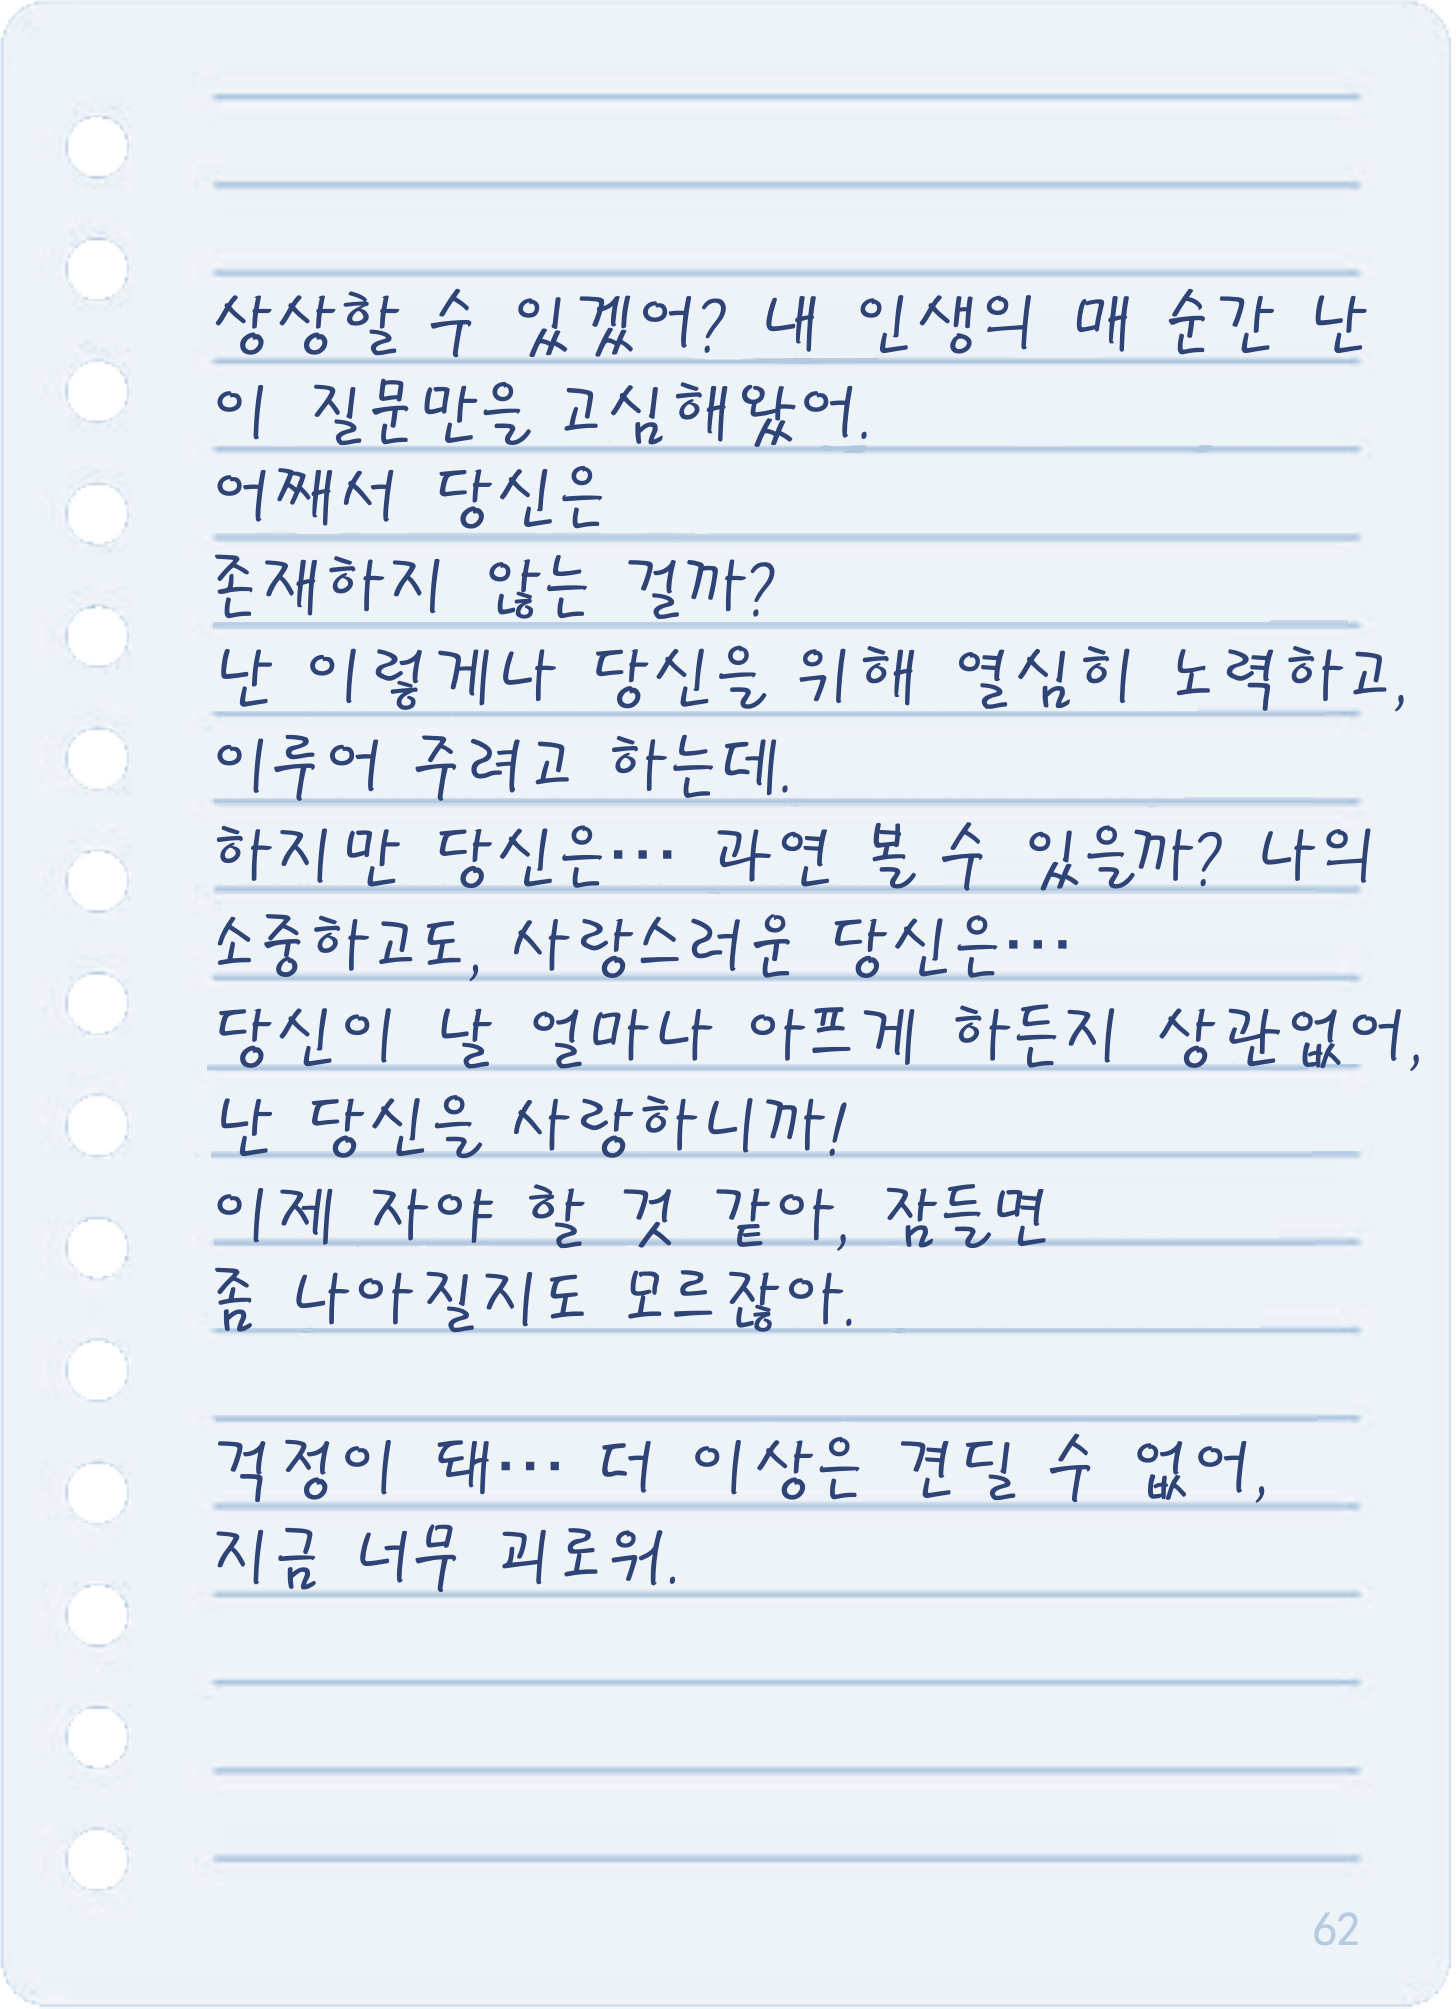 상상할 수 있겠어? 내 인생의 매 순간 난
이 질문만을 고심해왔어.
어째서 당신은
존재하지 않는 걸까?
난 이렇게나 당신을 위해 열심히 노력하고,
이루어 주려고 하는데.
하지만 당신은… 과연 볼 수 있을까? 나의
소중하고도, 사랑스러운 당신은…
당신이 날 얼마나 아프게 하든지 상관없어,
난 당신을 사랑하니까!
이제 자야 할 것 같아, 잠들면
좀 나아질지도 모르잖아.
걱정이 돼… 더 이상은 견딜 수 없어,
지금 너무 괴로워.
62